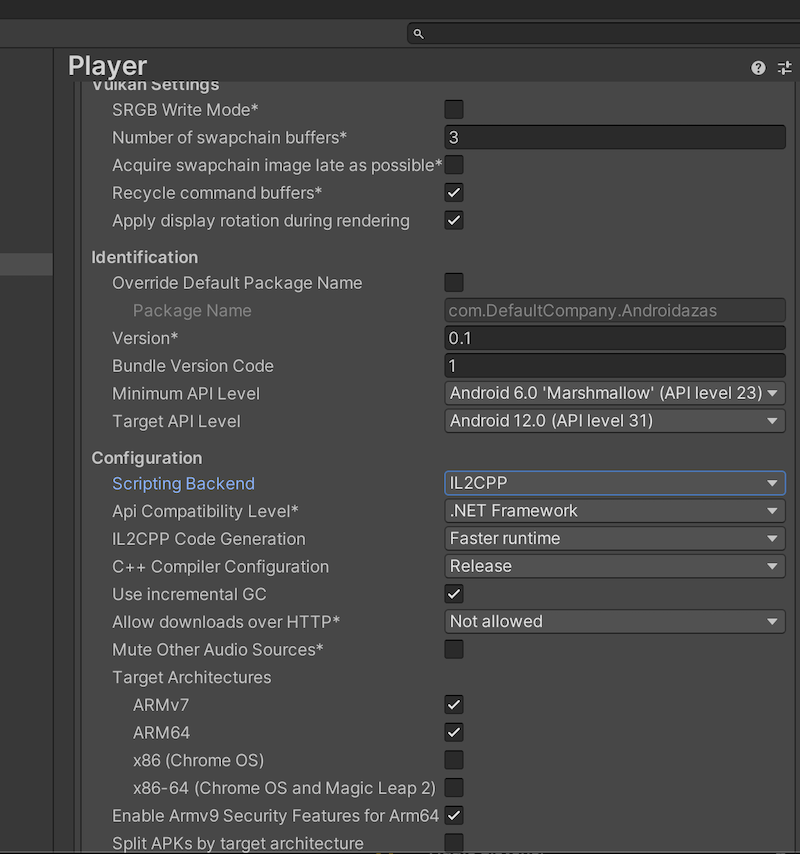 Player
Vulkan Settings
SRGB Write Mode*
Number of swapchain buffers* 3
Acquire swapchain image late as possible*
Recycle command buffers*
Apply display rotation during rendering
Identification
Override Default Package Name
Package Name com.DefaultCompany.Androidazas
Version* 0.1
Bundle Version Code 1
Minimum API Level Android 6.0 'Marshmallow' (API level 23)
Target API Level Android 12.0 (API level 31)
Configuration
Scripting Backend IL2CPP
Api Compatibility Level* .NET Framework
IL2CPP Code Generation Faster runtime
C++ Compiler Configuration Release
Use incremental GC
Allow downloads over HTTP* Not allowed
Mute Other Audio Sources*
Target Architectures
ARMv7
ARM64
x86 (Chrome OS)
x86-64 (Chrome OS and Magic Leap 2)
Enable Armv9 Security Features for Arm64
Split APKs by target architecture